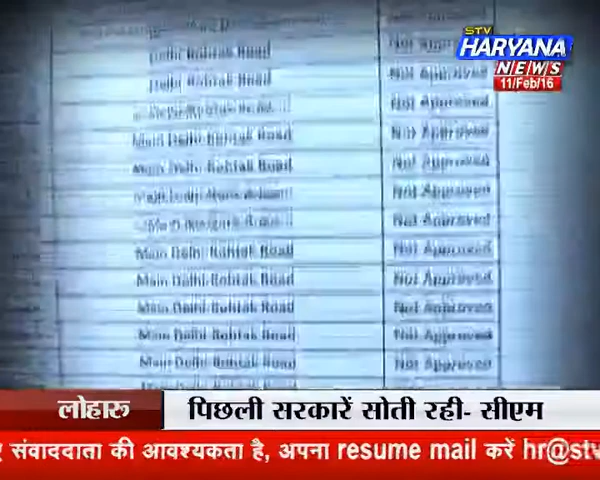 STV
HARYANA
NEWS
11/Feb/16
Delhi Rohtak Road
Not Approved
Delhi Rohtak Road
Not Approved
Not Approved
Main Delhi Rohtak Road
Not Approved
Main Delhi Rohtak Road
Not Approved
Not Approved
Not Approved
Main Delhi Rohtak Road
Not Approved
Main Delhi Rohtak Road
Not Approved
Main Delhi Rohtak Road
Not Approved
Main Delhi Rohtak Road
Not Approved
Main Delhi Rohtak Road
Not Approved
लोहारू
पिछली सरकारें सोती रही- सीएम
संवाददाता की आवश्यकता है, अपना resume mail करें hr@stv